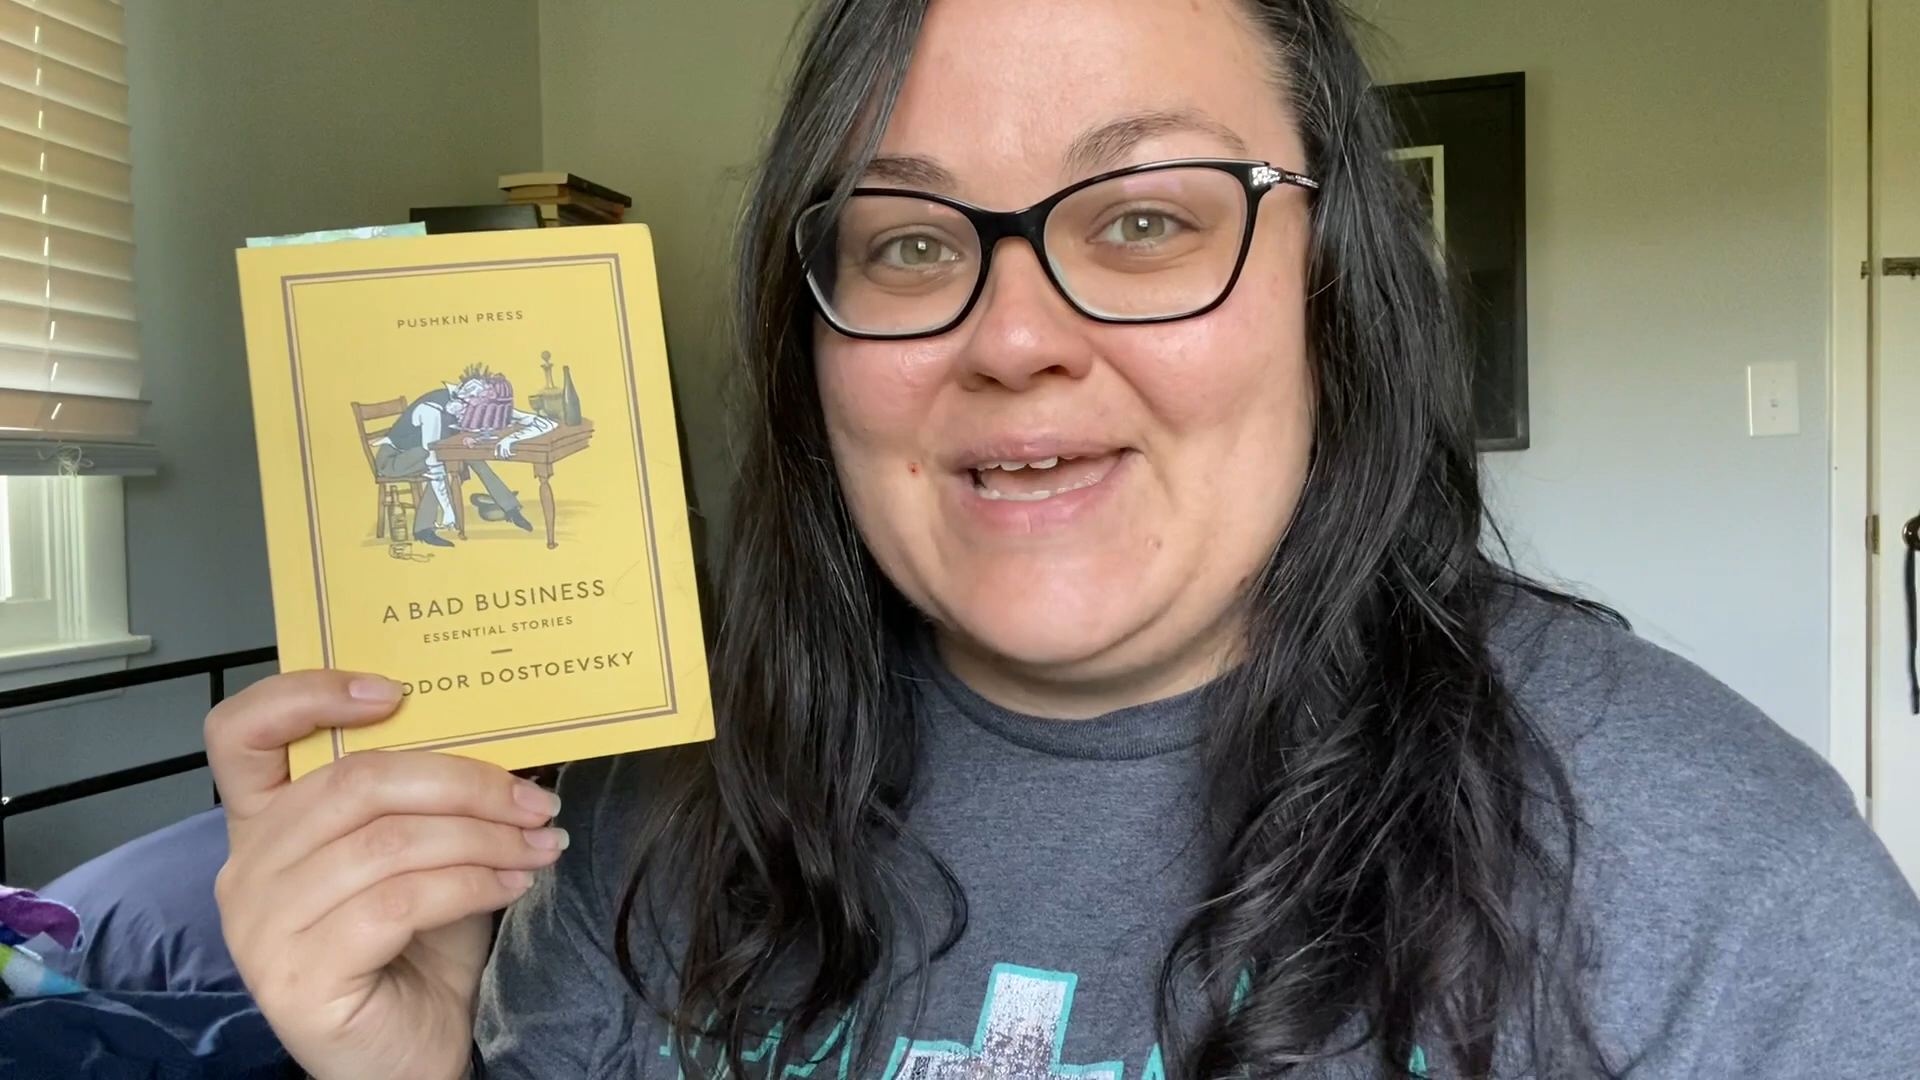 PUSHKIN PRESS
A BAD BUSINESS
ESSENTIAL STORIES
ODOR DOSTOEVSKY